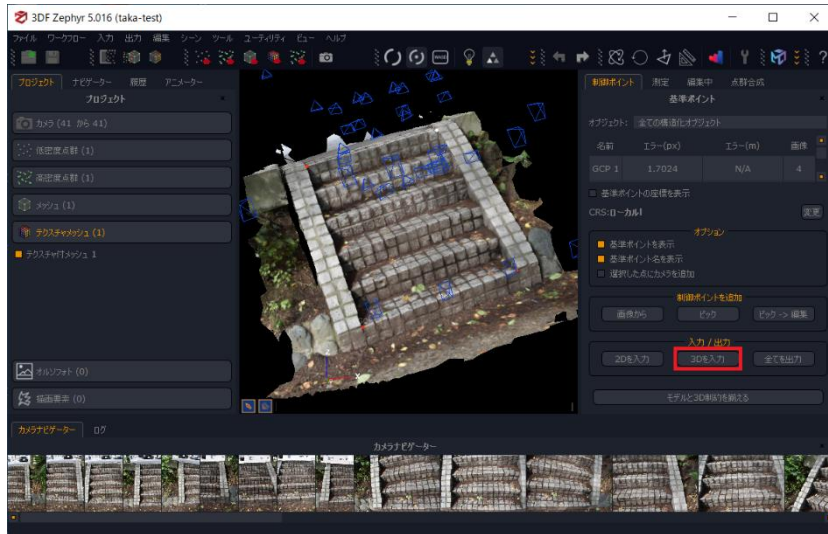 3DF Zephyr 5.016 (taka-test)
ファイル ワークフロー 入力 出力 編集 シーン ツール ユーティリティ ビュー ヘルプ
プロジェクト ナビゲーター 履歴 アニメーター
プロジェクト
カメラ (41 から 41)
低密度点群 (1)
高密度点群 (1)
メッシュ (1)
テクスチャメッシュ (1)
テクスチャ付メッシュ 1
オルソフォト (0)
描画要素 (0)
制御ポイント 測定 編集中 点群合成
基準ポイント
オブジェクト: 全ての構造化オブジェクト
名前 エラー(px) エラー(m) 画像
GCP 1 1.7024 N/A 4
基準ポイントの座標を表示
CRS:ローカル1 変更
オプション
基準ポイントを表示
基準ポイント名を表示
選択した点にカメラを追加
制御ポイントを追加
画像から ピック ピック -> 編集
入力 / 出力
2Dを入力 3Dを入力 全てを出力
モデルと3D制約を揃える
カメラナビゲーター ログ
カメラナビゲーター